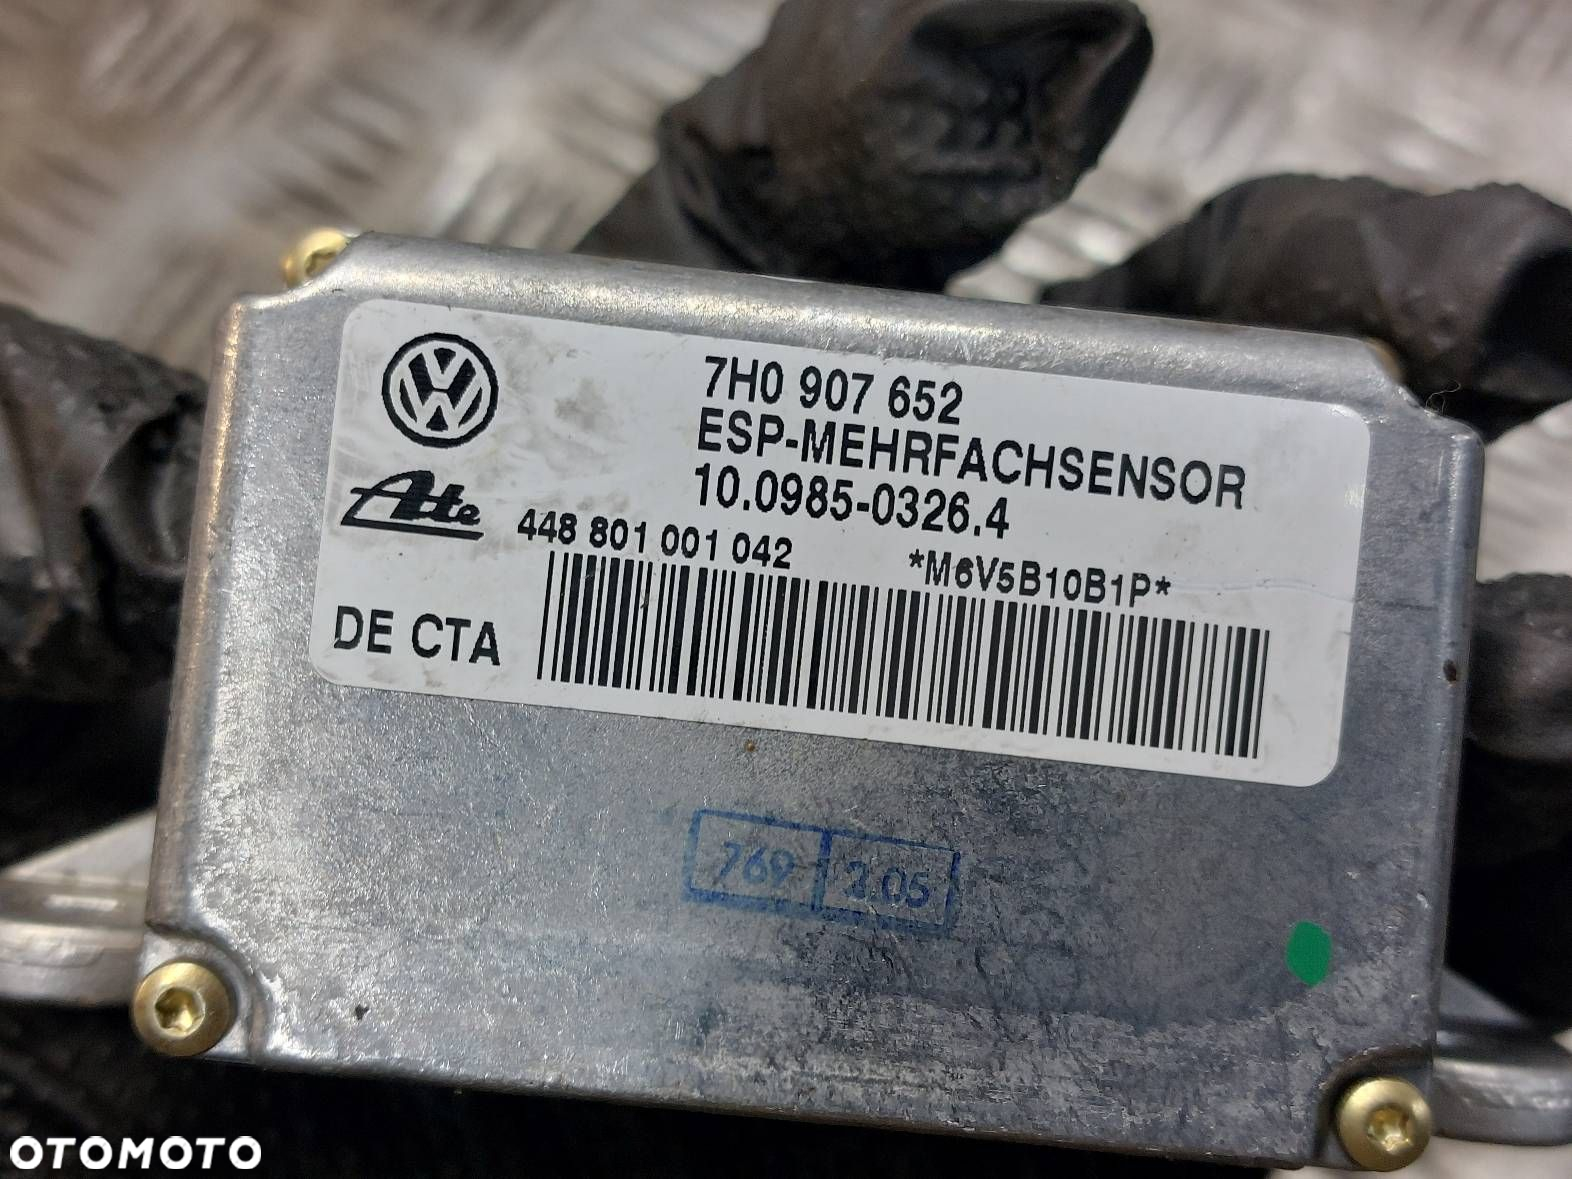 7H0 907 652
ESP-MEHRFACHSENSOR
10.0985-0326.4
Ate
448 801 001 042
*M6V5B10B1P*
DE CTA
769 3.05
OTOMOTO